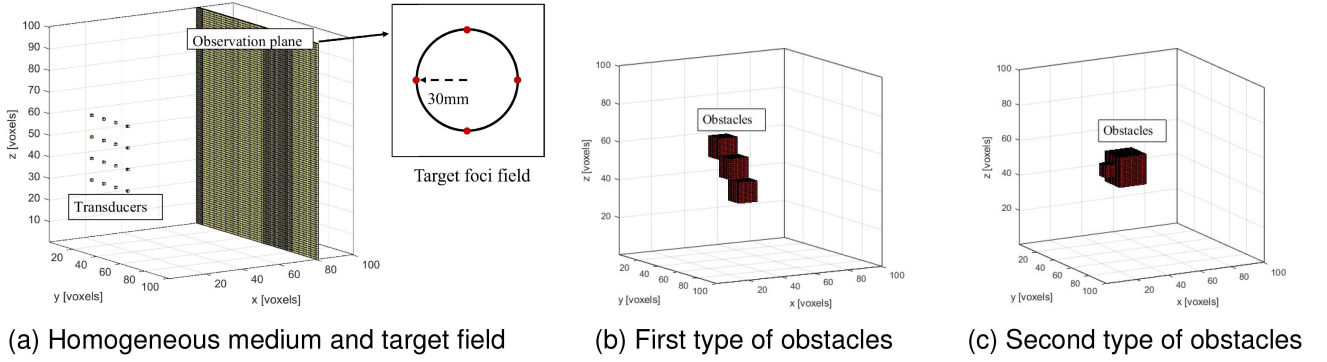 100
90
80
70
60
50
40
30
20
10
z [voxels]
Observation plane
Transducers
20
40
60
80
100
y [voxels]
20
40
60
80
100
x [voxels]
30mm
Target foci field
(a) Homogeneous medium and target field
100
80
60
40
20
z [voxels]
Obstacles
20
40
60
80
100
y [voxels]
20
40
60
80
100
x [voxels]
(b) First type of obstacles
100
80
60
40
20
z [voxels]
Obstacles
20
40
60
80
100
y [voxels]
20
40
60
80
100
x [voxels]
(c) Second type of obstacles